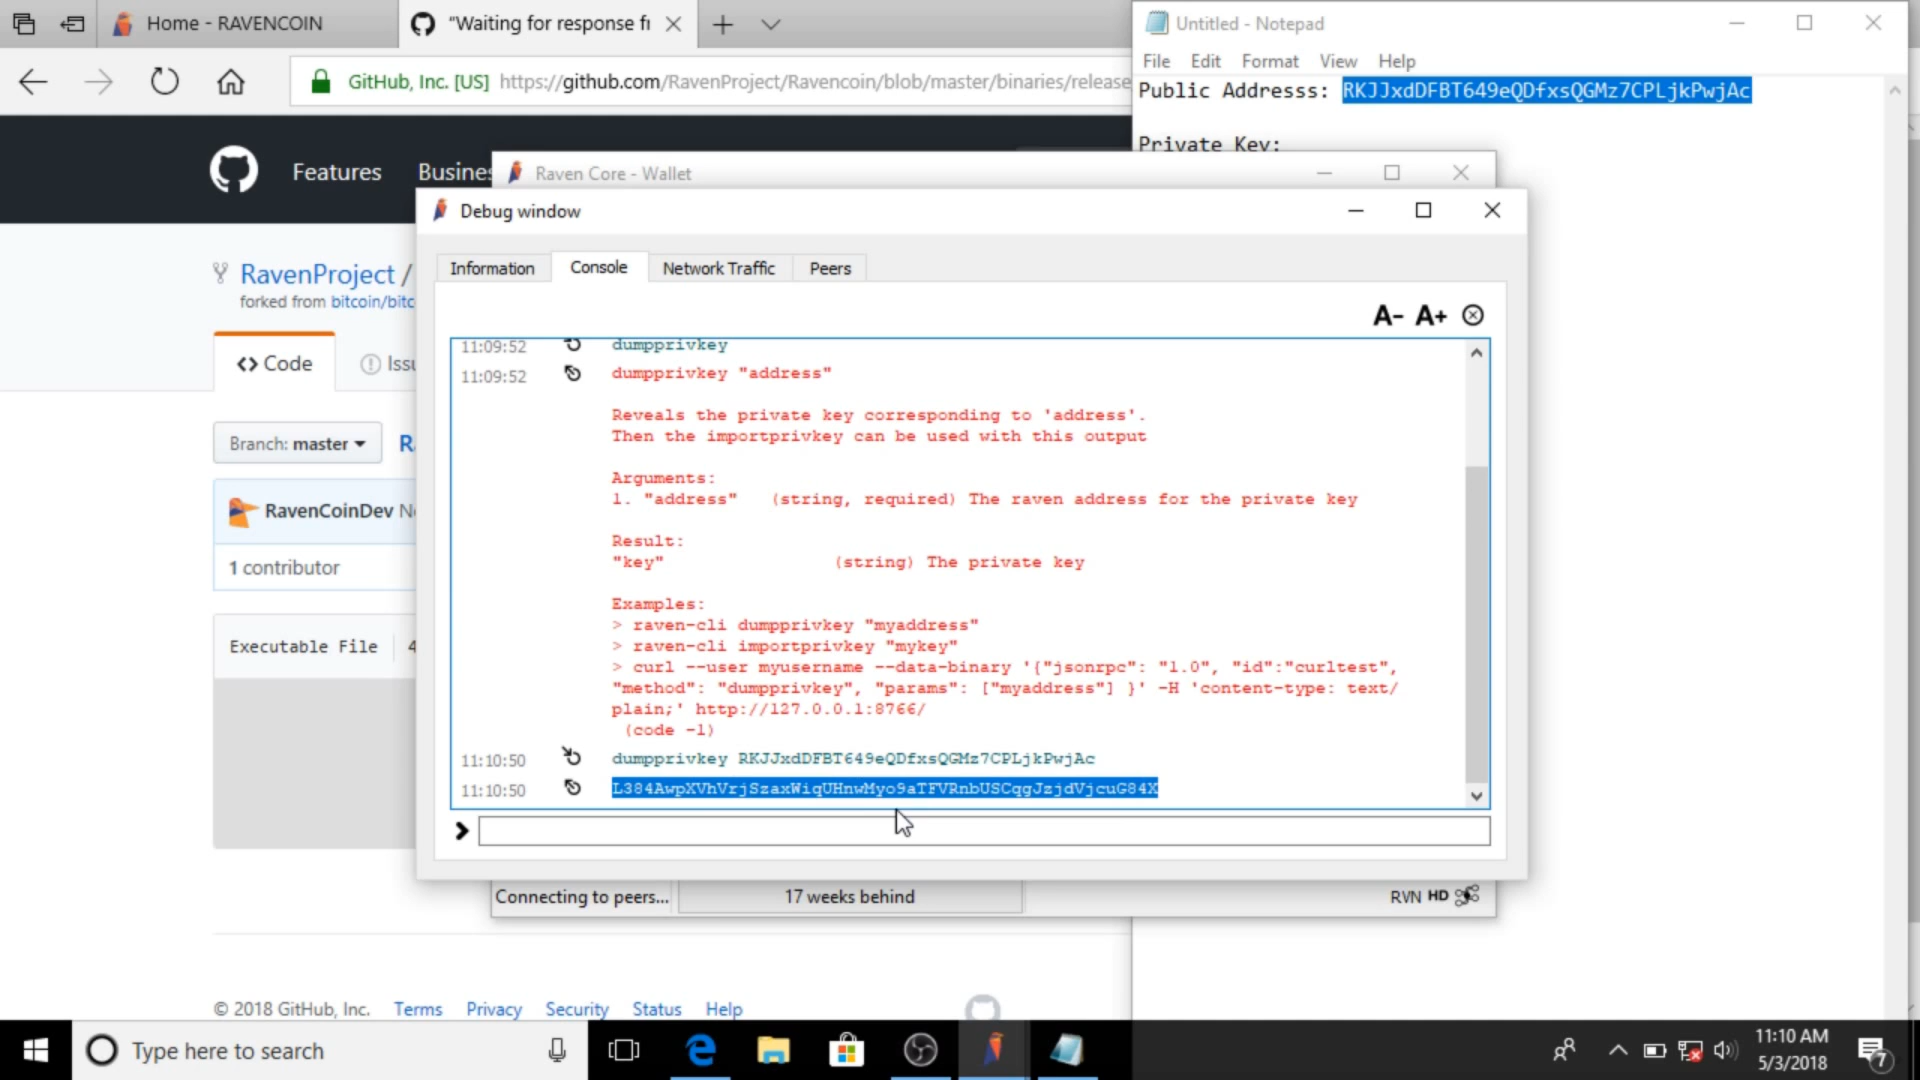 Home - RAVENCOIN
"Waiting for response fr
Untitled - Notepad
File Edit Format View Help
GitHub, Inc. [US] https://github.com/RavenProject/Ravencoin/blob/master/binaries/release
Public Addresss: RKJJxdDFBT649eQDfxsQGMz7CPLjkPwjAc
Private Key:
Features Busines
Raven Core - Wallet
Debug window
Information Console Network Traffic Peers
RavenProject /
forked from bitcoin/bitc
A- A+
Code Issu
11:09:52 dumpprivkey
11:09:52 dumpprivkey "address"
Reveals the private key corresponding to 'address'.
Then the importprivkey can be used with this output
Branch: master Ra
Arguments:
1. "address" (string, required) The raven address for the private key
RavenCoinDev Ne
Result:
"key" (string) The private key
1 contributor
Examples:
> raven-cli dumpprivkey "myaddress"
> raven-cli importprivkey "mykey"
Executable File 4
> curl --user myusername --data-binary '{"jsonrpc": "1.0", "id":"curltest",
"method": "dumpprivkey", "params": ["myaddress"] }' -H 'content-type: text/
plain;' http://127.0.0.1:8766/
(code -1)
11:10:50 dumpprivkey RKJJxdDFBT649eQDfxsQGMz7CPLjkPwjAc
11:10:50 L384AwpXVhVrjSzaxWiqUHnwMyo9aTFVRnbUSCqgJzjdVjcuG84X
Connecting to peers... 17 weeks behind RVN HD
© 2018 GitHub, Inc. Terms Privacy Security Status Help
Type here to search
11:10 AM
5/3/2018
7